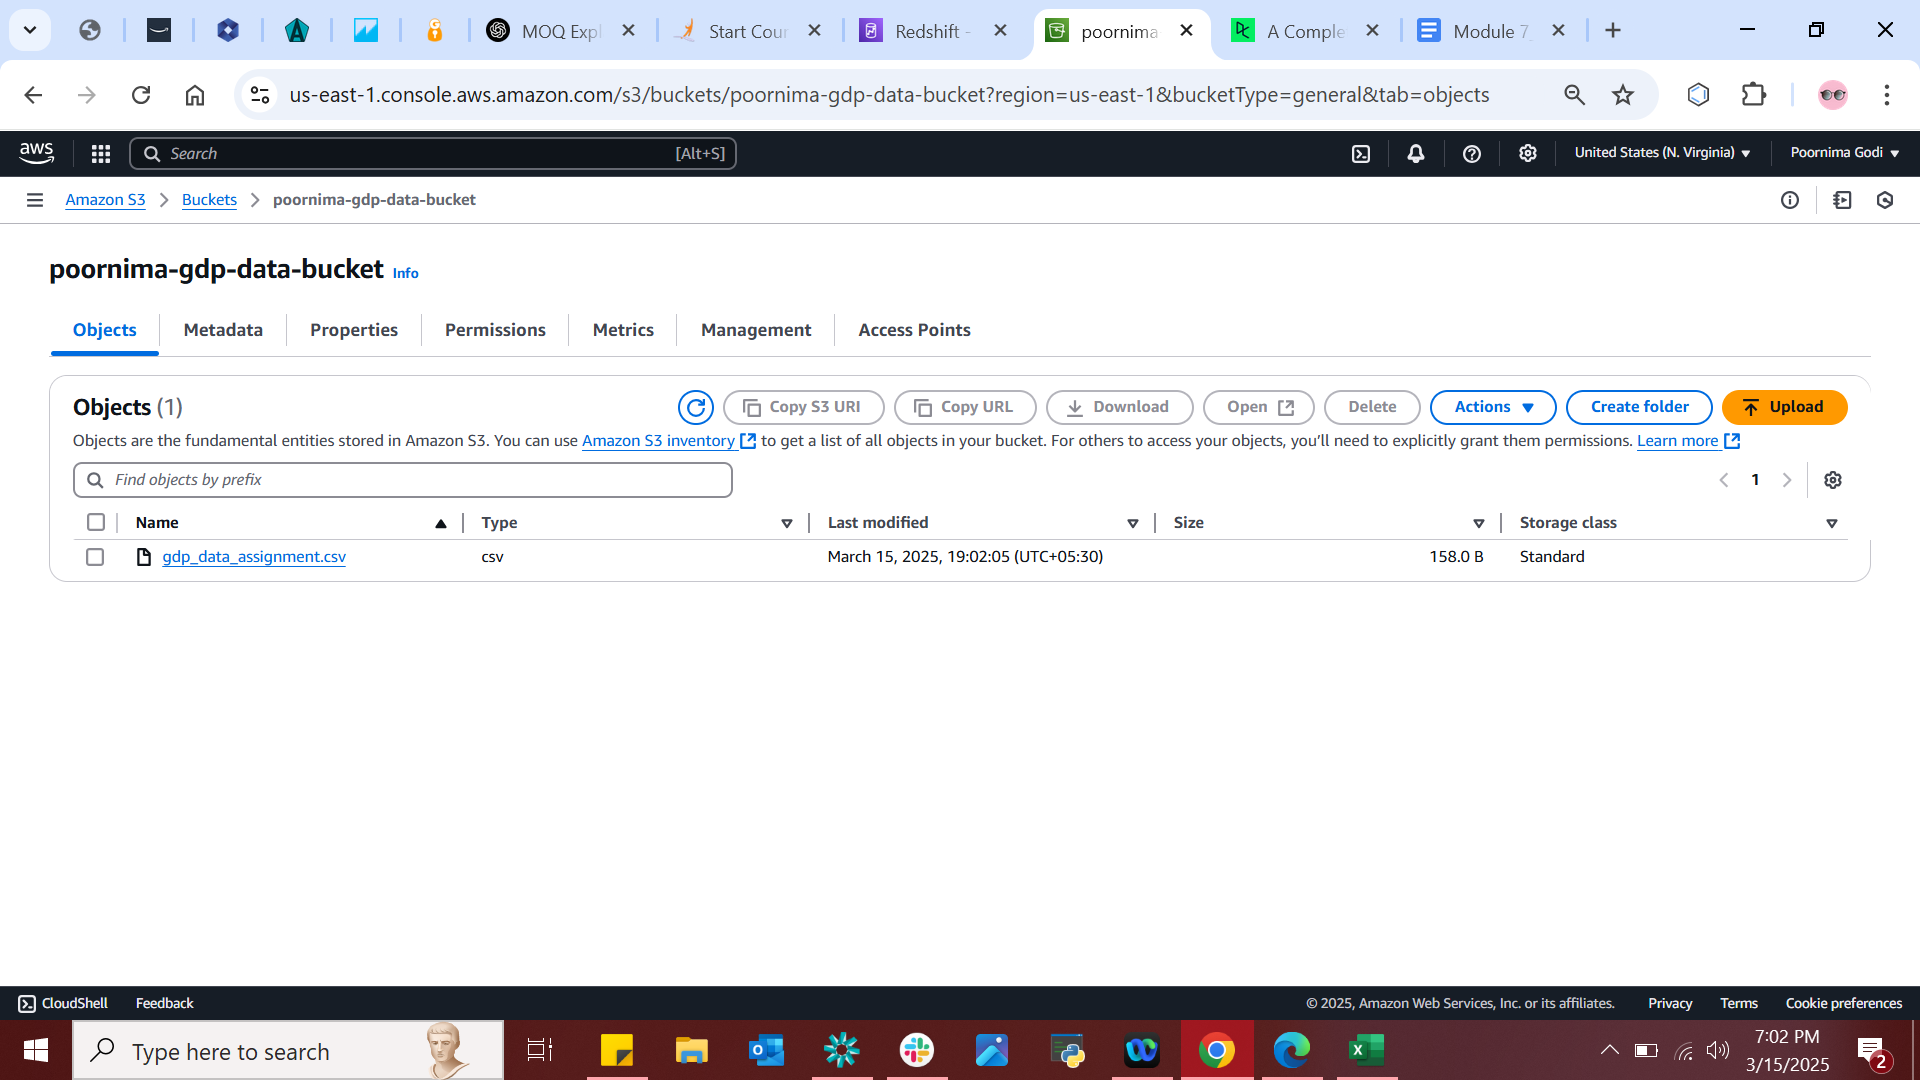 MOQ Exp
Start Cour
Redshift -
poornima-
A Comple
Module 7_
us-east-1.console.aws.amazon.com/s3/buckets/poornima-gdp-data-bucket?region=us-east-1&bucketType=general&tab=objects
aws
Search
[Alt+S]
United States (N. Virginia)
Poornima Godi
Amazon S3
Buckets
poornima-gdp-data-bucket
poornima-gdp-data-bucket Info
Objects
Metadata
Properties
Permissions
Metrics
Management
Access Points
Objects (1)
Copy S3 URI
Copy URL
Download
Open
Delete
Actions
Create folder
Upload
Objects are the fundamental entities stored in Amazon S3. You can use Amazon S3 inventory to get a list of all objects in your bucket. For others to access your objects, you'll need to explicitly grant them permissions. Learn more
Find objects by prefix
1
Name
Type
Last modified
Size
Storage class
gdp_data_assignment.csv
csv
March 15, 2025, 19:02:05 (UTC+05:30)
158.0 B
Standard
CloudShell
Feedback
© 2025, Amazon Web Services, Inc. or its affiliates.
Privacy
Terms
Cookie preferences
Type here to search
7:02 PM
3/15/2025
2